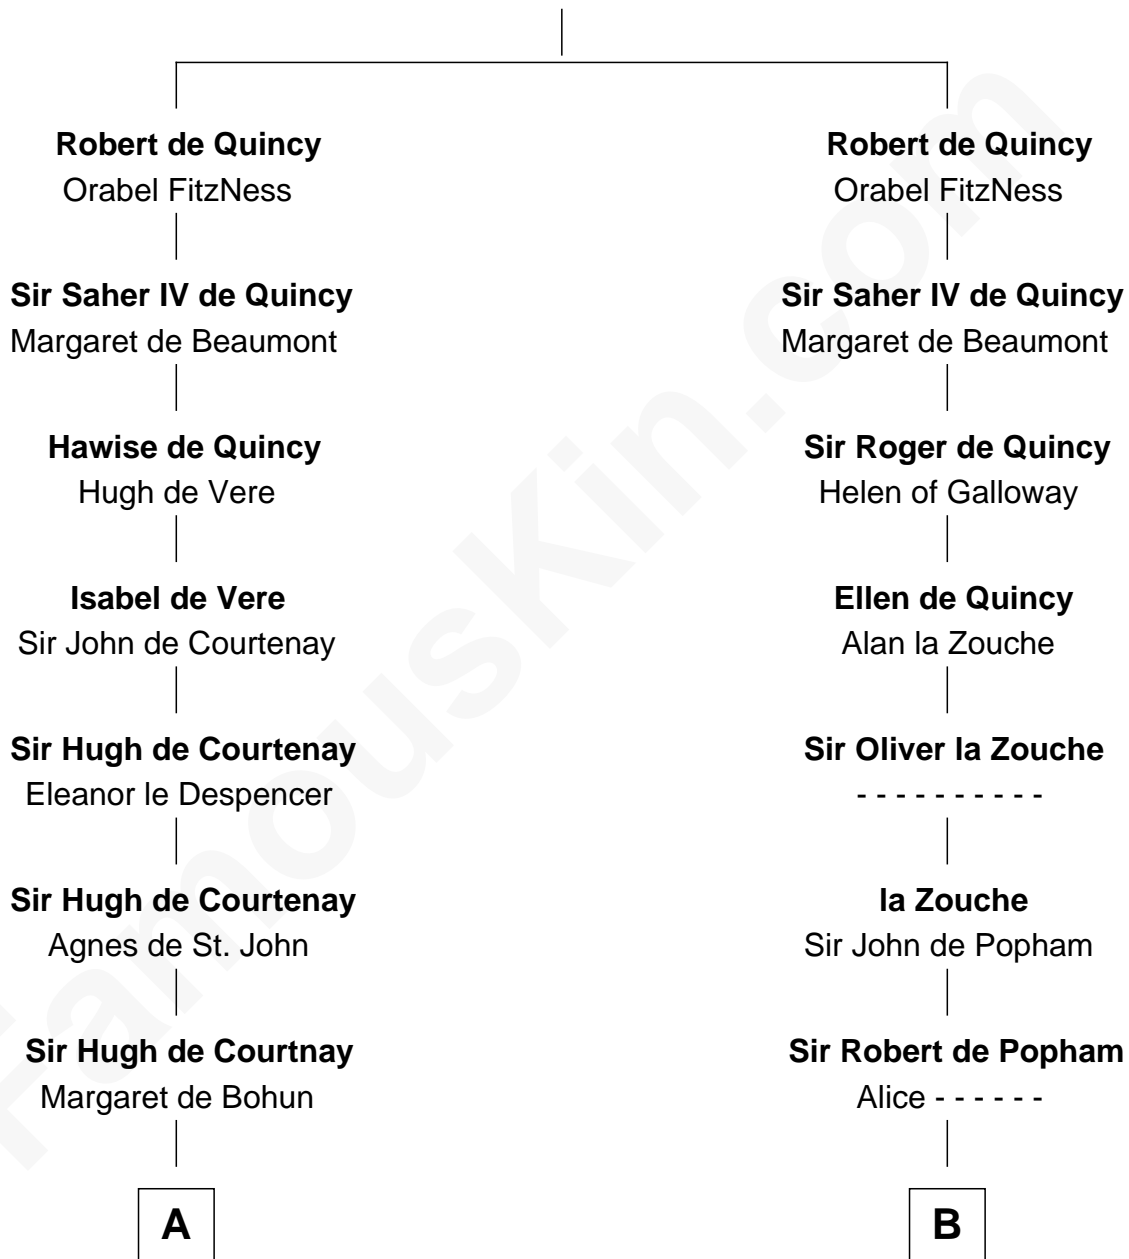 Robert de Quincy
Orabel FitzNess
Sir Saher IV de Quincy
Margaret de Beaumont
Hawise de Quincy
Hugh de Vere
Isabel de Vere
Sir John de Courtenay
Sir Hugh de Courtenay
Eleanor le Despencer
Sir Hugh de Courtenay
Agnes de St. John
Sir Hugh de Courtnay
Margaret de Bohun
A
Robert de Quincy
Orabel FitzNess
Sir Saher IV de Quincy
Margaret de Beaumont
Sir Roger de Quincy
Helen of Galloway
Ellen de Quincy
Alan la Zouche
Sir Oliver la Zouche
- - - - - - - - - -
la Zouche
Sir John de Popham
Sir Robert de Popham
Alice - - - - - -
B
FamousKin.com